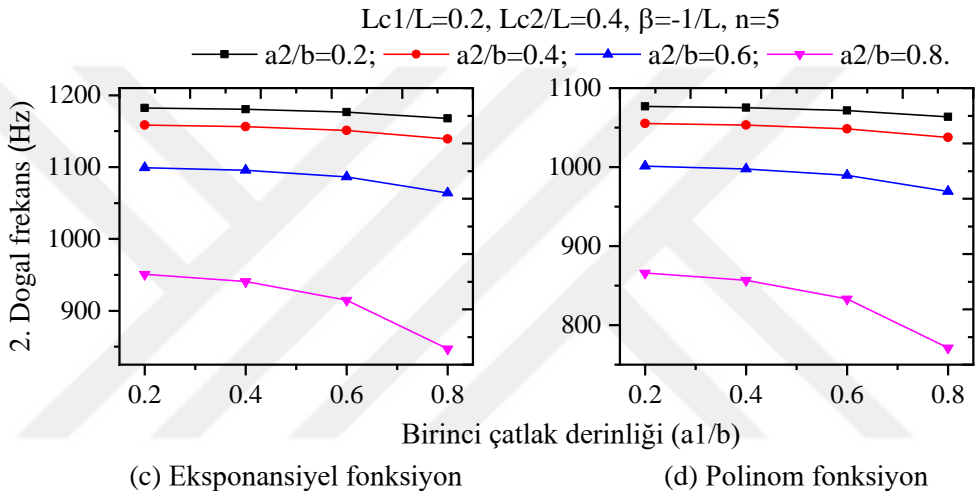 Lc1/L=0.2, Lc2/L=0.4, β=-1/L, n=5
a2/b=0.2; a2/b=0.4; a2/b=0.6; a2/b=0.8.
2. Dogal frekans (Hz)
1200
1100
1000
900
0.2 0.4 0.6 0.8
1100
1000
900
800
0.2 0.4 0.6 0.8
Birinci çatlak derinliği (a1/b)
(c) Eksponansiyel fonksiyon
(d) Polinom fonksiyon